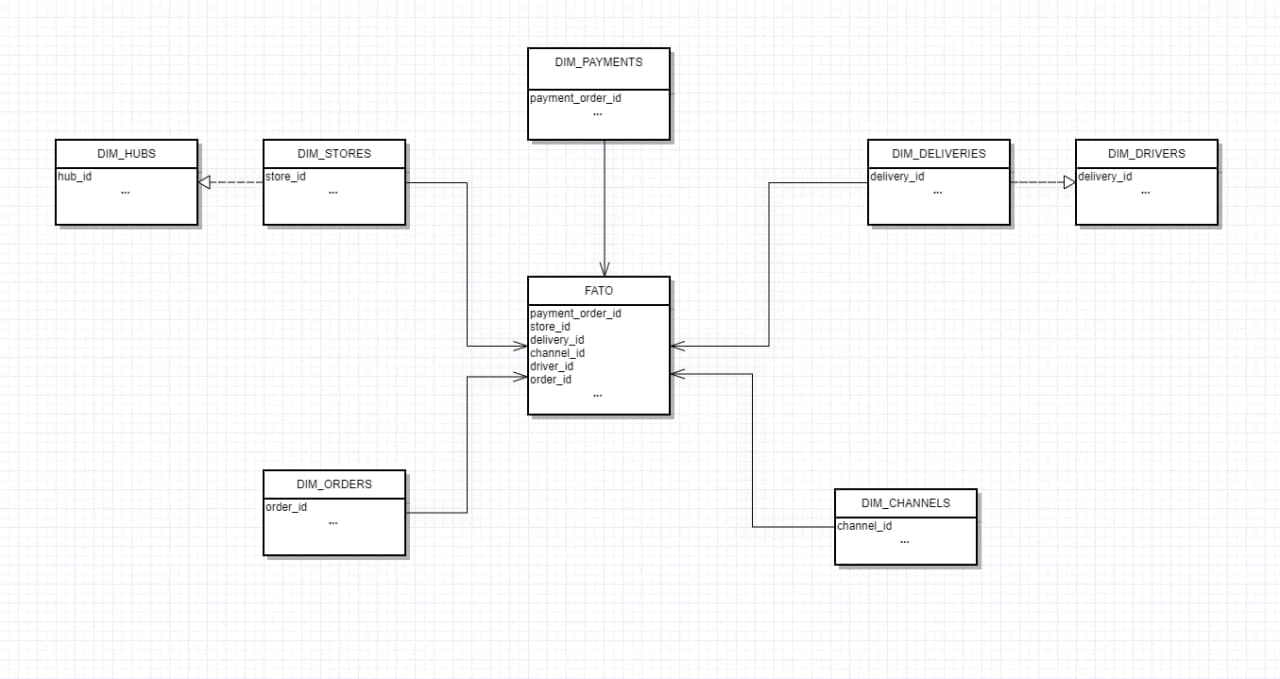 DIM_PAYMENTS
payment_order_id
...
DIM_HUBS
hub_id
...
DIM_STORES
store_id
...
DIM_DELIVERIES
delivery_id
...
DIM_DRIVERS
delivery_id
...
FATO
payment_order_id
store_id
delivery_id
channel_id
driver_id
order_id
...
DIM_ORDERS
order_id
...
DIM_CHANNELS
channel_id
...